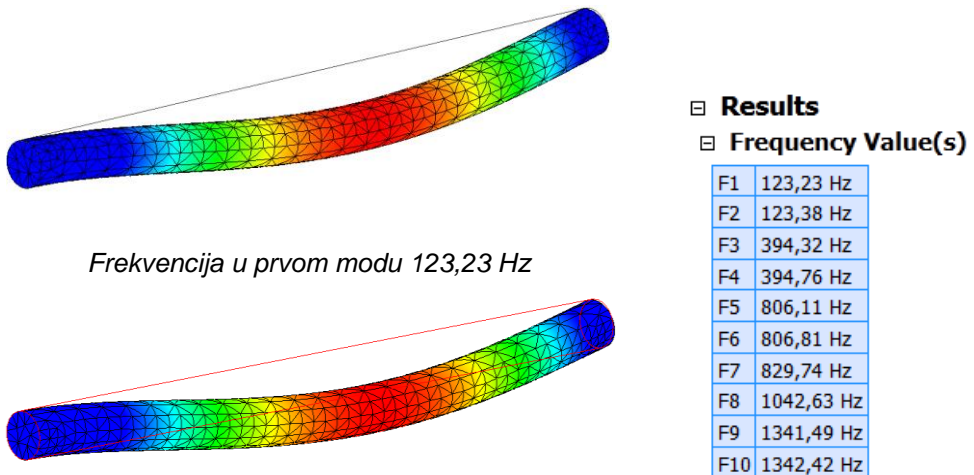 Results
Frequency Value(s)
F1 123,23 Hz
F2 123,38 Hz
F3 394,32 Hz
F4 394,76 Hz
F5 806,11 Hz
F6 806,81 Hz
F7 829,74 Hz
F8 1042,63 Hz
F9 1341,49 Hz
F10 1342,42 Hz
Frekvencija u prvom modu 123,23 Hz